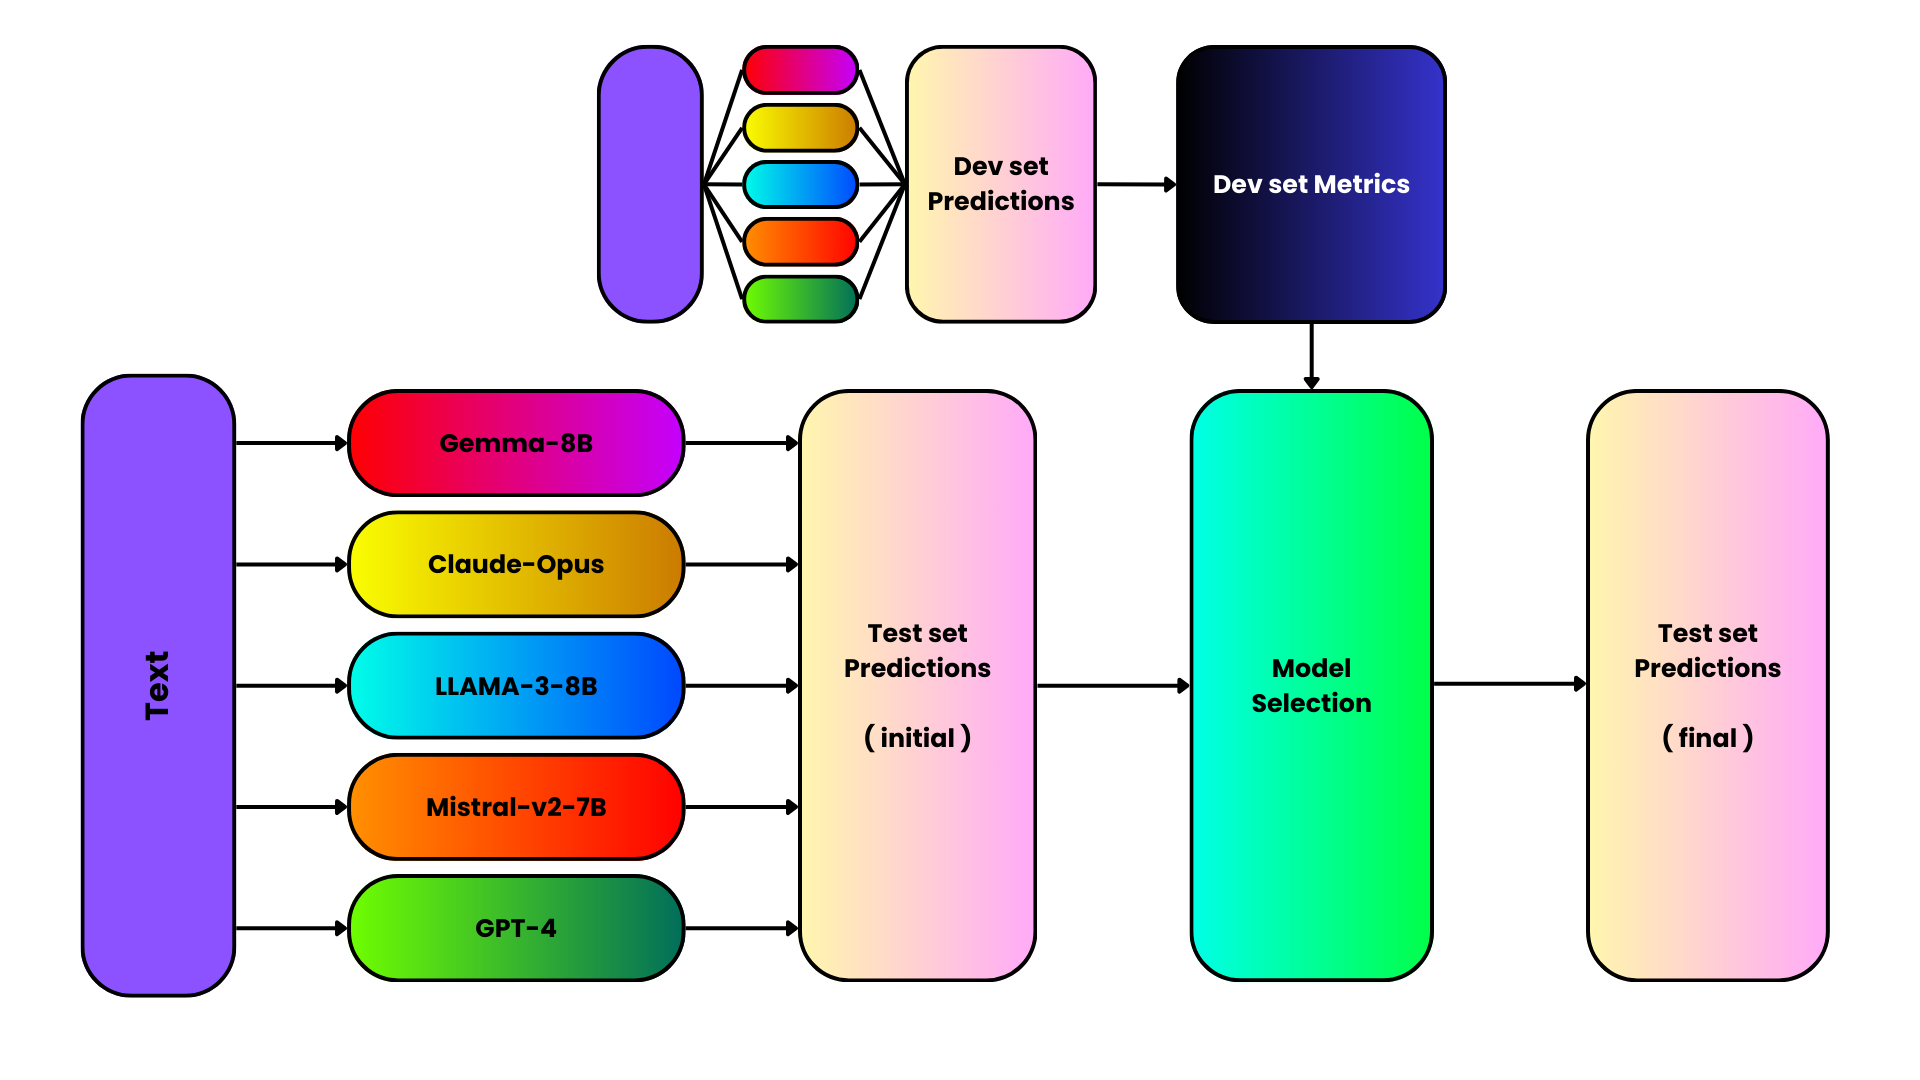 Dev set
Predictions
Dev set Metrics
Text
Gemma-8B
Claude-Opus
LLAMA-3-8B
Mistral-v2-7B
GPT-4
Test set
Predictions
( initial )
Model
Selection
Test set
Predictions
( final )